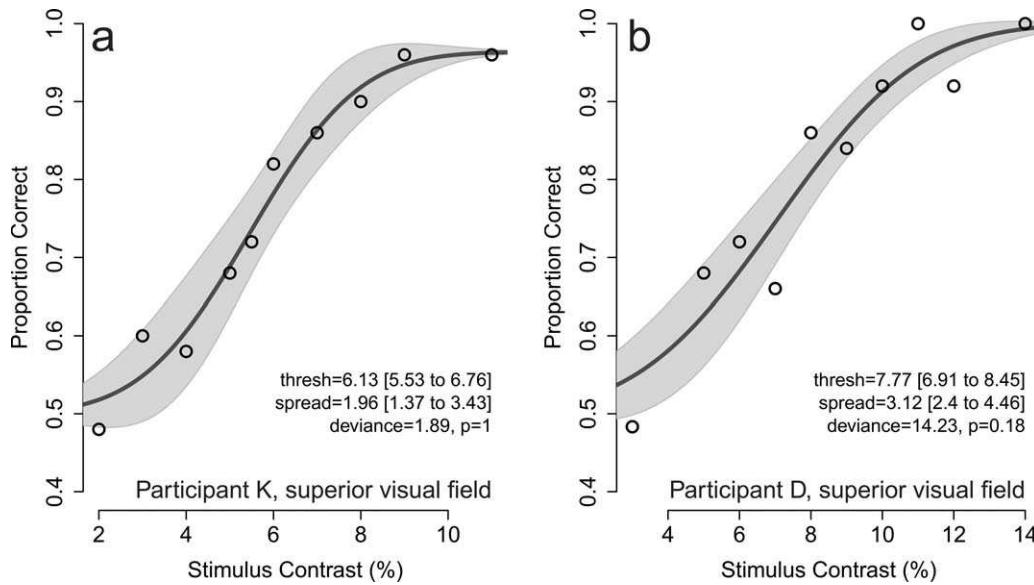 a
Proportion Correct
1.0
0.9
0.8
0.7
0.6
0.5
0.4
thresh=6.13 [5.53 to 6.76]
spread=1.96 [1.37 to 3.43]
deviance=1.89, p=1
Participant K, superior visual field
2 4 6 8 10
Stimulus Contrast (%)
b
Proportion Correct
1.0
0.9
0.8
0.7
0.6
0.5
0.4
thresh=7.77 [6.91 to 8.45]
spread=3.12 [2.4 to 4.46]
deviance=14.23, p=0.18
Participant D, superior visual field
4 6 8 10 12 14
Stimulus Contrast (%)